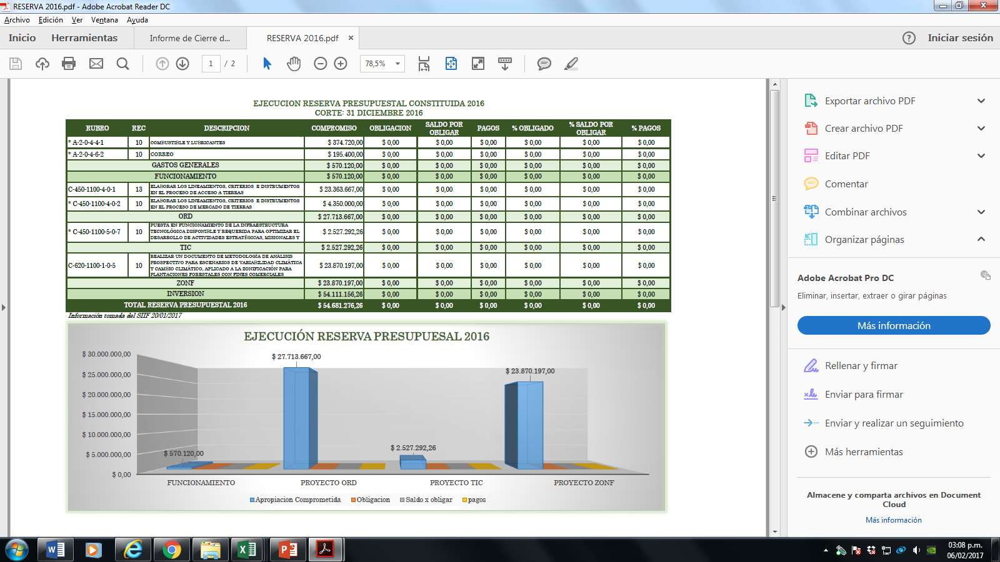 RESERVA 2016.pdf - Adobe Acrobat Reader DC
Archivo Edición Ver Ventana Ayuda
Inicio Herramientas Informe de Cierre d... RESERVA 2016.pdf × Iniciar sesión
1 / 2 78,5%
EJECUCION RESERVA PRESUPUESTAL CONSTITUIDA 2016
CORTE: 31 DICIEMBRE 2016
RUBRO REC DESCRIPCION COMPROMISO OBLIGACION SALDO POR OBLIGAR PAGOS % OBLIGADO % SALDO POR OBLIGAR % PAGOS
* A-2-0-4-4-1 10 COMBUSTIBLE Y LUBRICANTES $ 374.720,00 $ 0,00 $ 0,00 $ 0,00 $ 0,00 $ 0,00 $ 0,00
* A-2-0-4-6-2 10 CORREO $ 195.400,00 $ 0,00 $ 0,00 $ 0,00 $ 0,00 $ 0,00 $ 0,00
GASTOS GENERALES $ 570.120,00 $ 0,00 $ 0,00 $ 0,00 $ 0,00 $ 0,00 $ 0,00
FUNCIONAMIENTO $ 570.120,00 $ 0,00 $ 0,00 $ 0,00 $ 0,00 $ 0,00 $ 0,00
C-450-1100-4-0-1 13 ELABORAR LOS LINEAMIENTOS, CRITERIOS E INSTRUMENTOS EN EL PROCESO DE ACCESO A TIERRAS $ 23.363.667,00 $ 0,00 $ 0,00 $ 0,00 $ 0,00 $ 0,00 $ 0,00
* C-450-1100-4-0-2 10 ELABORAR LOS LINEAMIENTOS, CRITERIOS E INSTRUMENTOS EN EL PROCESO DE MERCADO DE TIERRAS $ 4.350.000,00 $ 0,00 $ 0,00 $ 0,00 $ 0,00 $ 0,00 $ 0,00
ORD $ 27.713.667,00 $ 0,00 $ 0,00 $ 0,00 $ 0,00 $ 0,00 $ 0,00
* C-450-1100-5-0-7 10 PUESTA EN FUNCIONAMIENTO DE LA INFRAESTRUCTURA TECNOLÓGICA DISPONIBLE Y REQUERIDA PARA OPTIMIZAR EL DESARROLLO DE ACTIVIDADES ESTRATÉGICAS, MISIONALES Y $ 2.527.292,26 $ 0,00 $ 0,00 $ 0,00 $ 0,00 $ 0,00 $ 0,00
TIC $ 2.527.292,26 $ 0,00 $ 0,00 $ 0,00 $ 0,00 $ 0,00 $ 0,00
C-620-1100-1-0-5 10 REALIZAR UN DOCUMENTO DE METODOLOGÍA DE ANÁLISIS PROSPECTIVO PARA ESCENARIOS DE VARIABILIDAD CLIMÁTICA Y CAMBIO CLIMÁTICO, APLICADO A LA ZONIFICACIÓN PARA PLANTACIONES FORESTALES CON FINES COMERCIALES $ 23.870.197,00 $ 0,00 $ 0,00 $ 0,00 $ 0,00 $ 0,00 $ 0,00
ZONF $ 23.870.197,00 $ 0,00 $ 0,00 $ 0,00 $ 0,00 $ 0,00 $ 0,00
INVERSION $ 54.111.156,26 $ 0,00 $ 0,00 $ 0,00 $ 0,00 $ 0,00 $ 0,00
TOTAL RESERVA PRESUPUESTAL 2016 $ 54.681.276,26 $ 0,00 $ 0,00 $ 0,00 $ 0,00 $ 0,00 $ 0,00
Información tomada del SIIF 20/01/2017
EJECUCIÓN RESERVA PRESUPUESAL 2016
$ 30.000.000,00
$ 25.000.000,00
$ 20.000.000,00
$ 15.000.000,00
$ 10.000.000,00
$ 5.000.000,00
$ 0,00
$ 570.120,00
$ 27.713.667,00
$ 2.527.292,26
$ 23.870.197,00
FUNCIONAMIENTO PROYECTO ORD PROYECTO TIC PROYECTO ZONF
Apropiacion Comprometida Obligacion Saldo x obligar pagos
Exportar archivo PDF
Crear archivo PDF
Editar PDF
Comentar
Combinar archivos
Organizar páginas
Adobe Acrobat Pro DC
Eliminar, insertar, extraer o girar páginas
Más información
Rellenar y firmar
Enviar para firmar
Enviar y realizar un seguimiento
Más herramientas
Almacene y comparta archivos en Document
Cloud
Más información
03:08 p.m.
06/02/2017